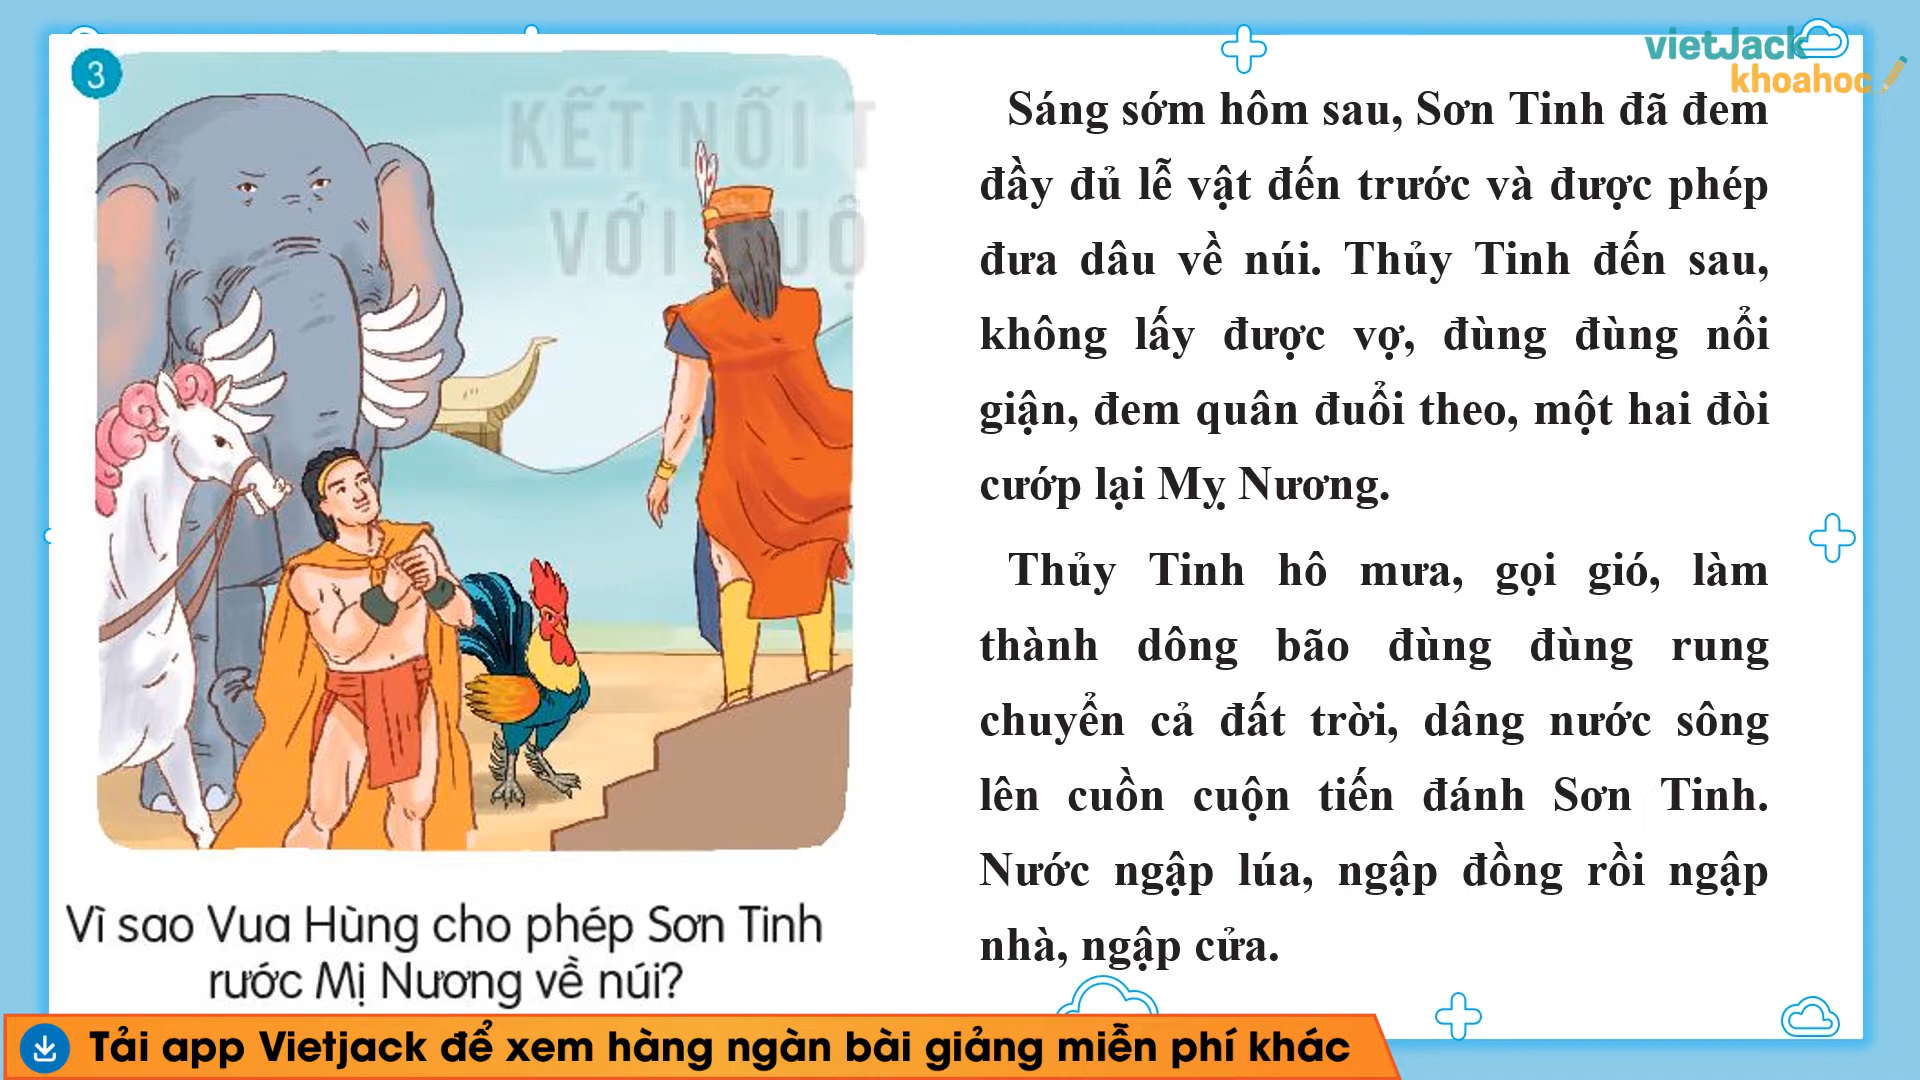 vietJack
khoahoc
3
KẾT NỐI T
VỚI CUỘ
Vì sao Vua Hùng cho phép Sơn Tinh
rước Mị Nương về núi?
Sáng sớm hôm sau, Sơn Tinh đã đem
đầy đủ lễ vật đến trước và được phép
đưa dâu về núi. Thủy Tinh đến sau,
không lấy được vợ, đùng đùng nổi
giận, đem quân đuổi theo, một hai đòi
cướp lại Mỵ Nương.
Thủy Tinh hô mưa, gọi gió, làm
thành dông bão đùng đùng rung
chuyển cả đất trời, dâng nước sông
lên cuồn cuộn tiến đánh Sơn Tinh.
Nước ngập lúa, ngập đồng rồi ngập
nhà, ngập cửa.
Tải app Vietjack để xem hàng ngàn bài giảng miễn phí khác